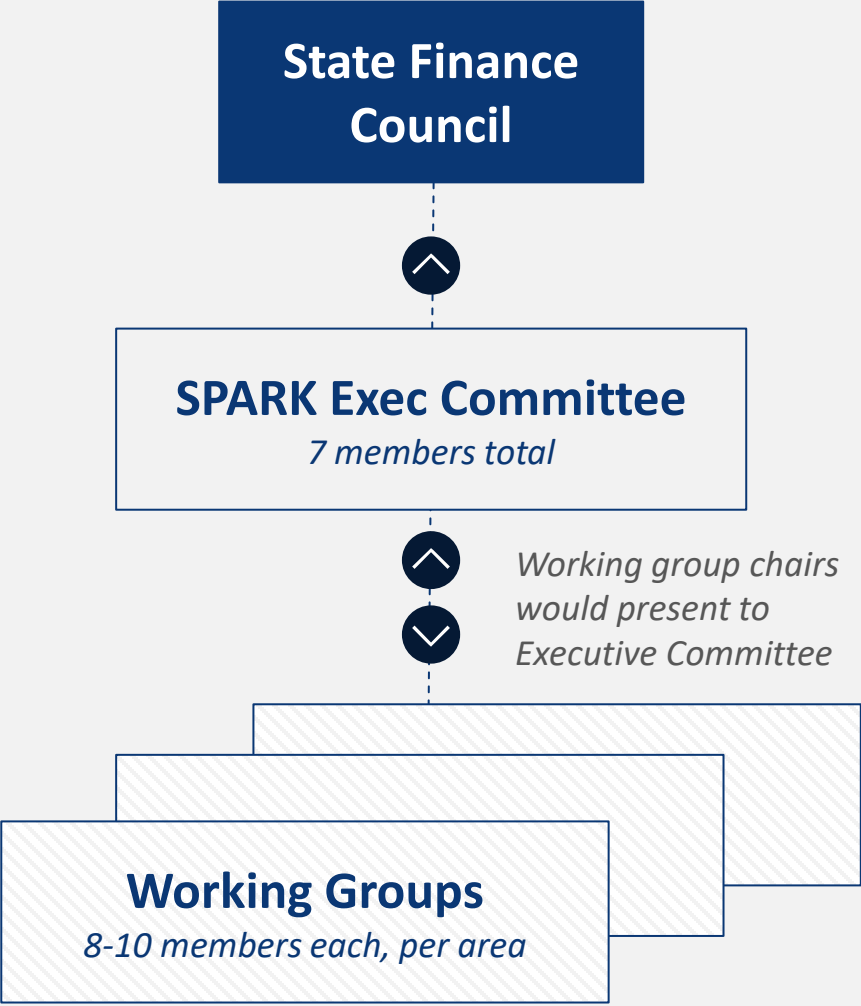 State Finance
Council
SPARK Exec Committee
7 members total
Working group chairs
would present to
Executive Committee
Working Groups
8-10 members each, per area